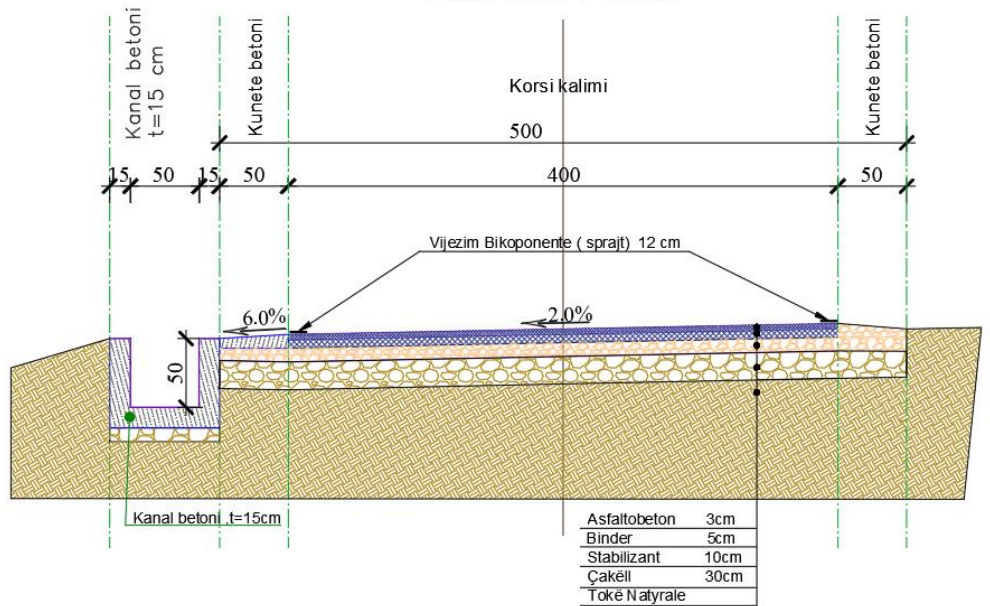 Kanal betoni
t=15 cm
Kunete betoni
Korsi kalimi
Kunete betoni
500
15 50 15 50 400 50
Vijezim Bikoponente ( sprajt) 12 cm
6.0%
2.0%
50
Kanal betoni ,t=15cm
Asfaltobeton 3cm
Binder 5cm
Stabilizant 10cm
Çakëll 30cm
Tokë Natyrale